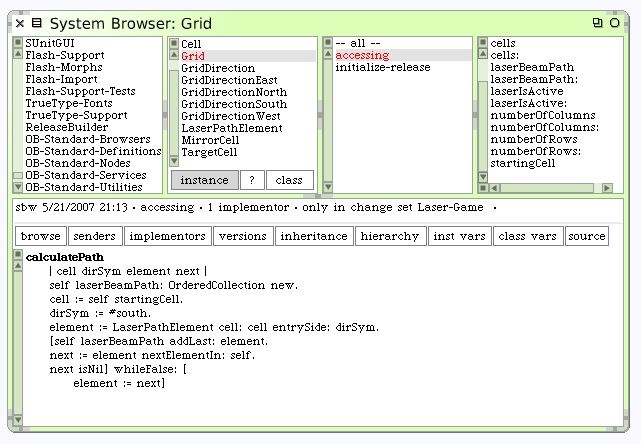 System Browser: Grid
SUnitGUI
Flash-Support
Flash-Morphs
Flash-Import
Flash-Support-Tests
TrueType-Fonts
TrueType-Support
ReleaseBuilder
OB-Standard-Browsers
OB-Standard-Definitions
OB-Standard-Nodes
OB-Standard-Services
OB-Standard-Utilities
Cell
Grid
GridDirection
GridDirectionEast
GridDirectionNorth
GridDirectionSouth
GridDirectionWest
LaserPathElement
MirrorCell
TargetCell
instance ? class
-- all --
accessing
initialize-release
cells
cells:
laserBeamPath
laserBeamPath:
laserIsActive
laserIsActive:
numberOfColumns
numberOfColumns:
numberOfRows
numberOfRows:
startingCell
sbw 5/21/2007 21:13 · accessing · 1 implementor · only in change set Laser-Game ·
browse senders implementors versions inheritance hierarchy inst vars class vars source
calculatePath
| cell dirSym element next |
self laserBeamPath: OrderedCollection new.
cell := self startingCell.
dirSym := #south.
element := LaserPathElement cell: cell entrySide: dirSym.
[self laserBeamPath addLast: element.
next := element nextElementIn: self.
next isNil] whileFalse: [
element := next]